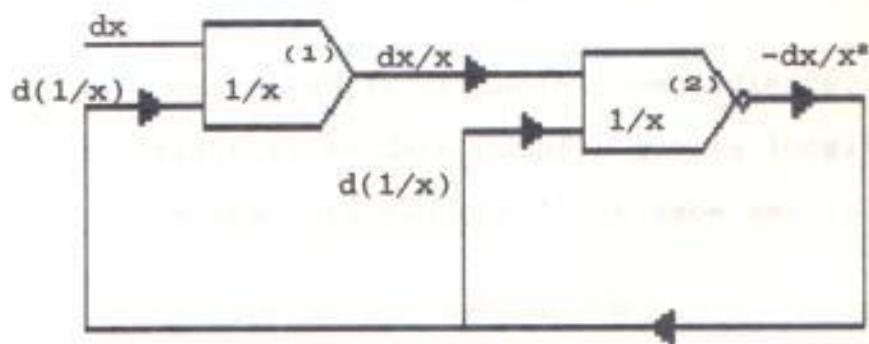 dx
(1)
dx/x
-dx/x²
d(1/x)
1/x
(2)
1/x
d(1/x)